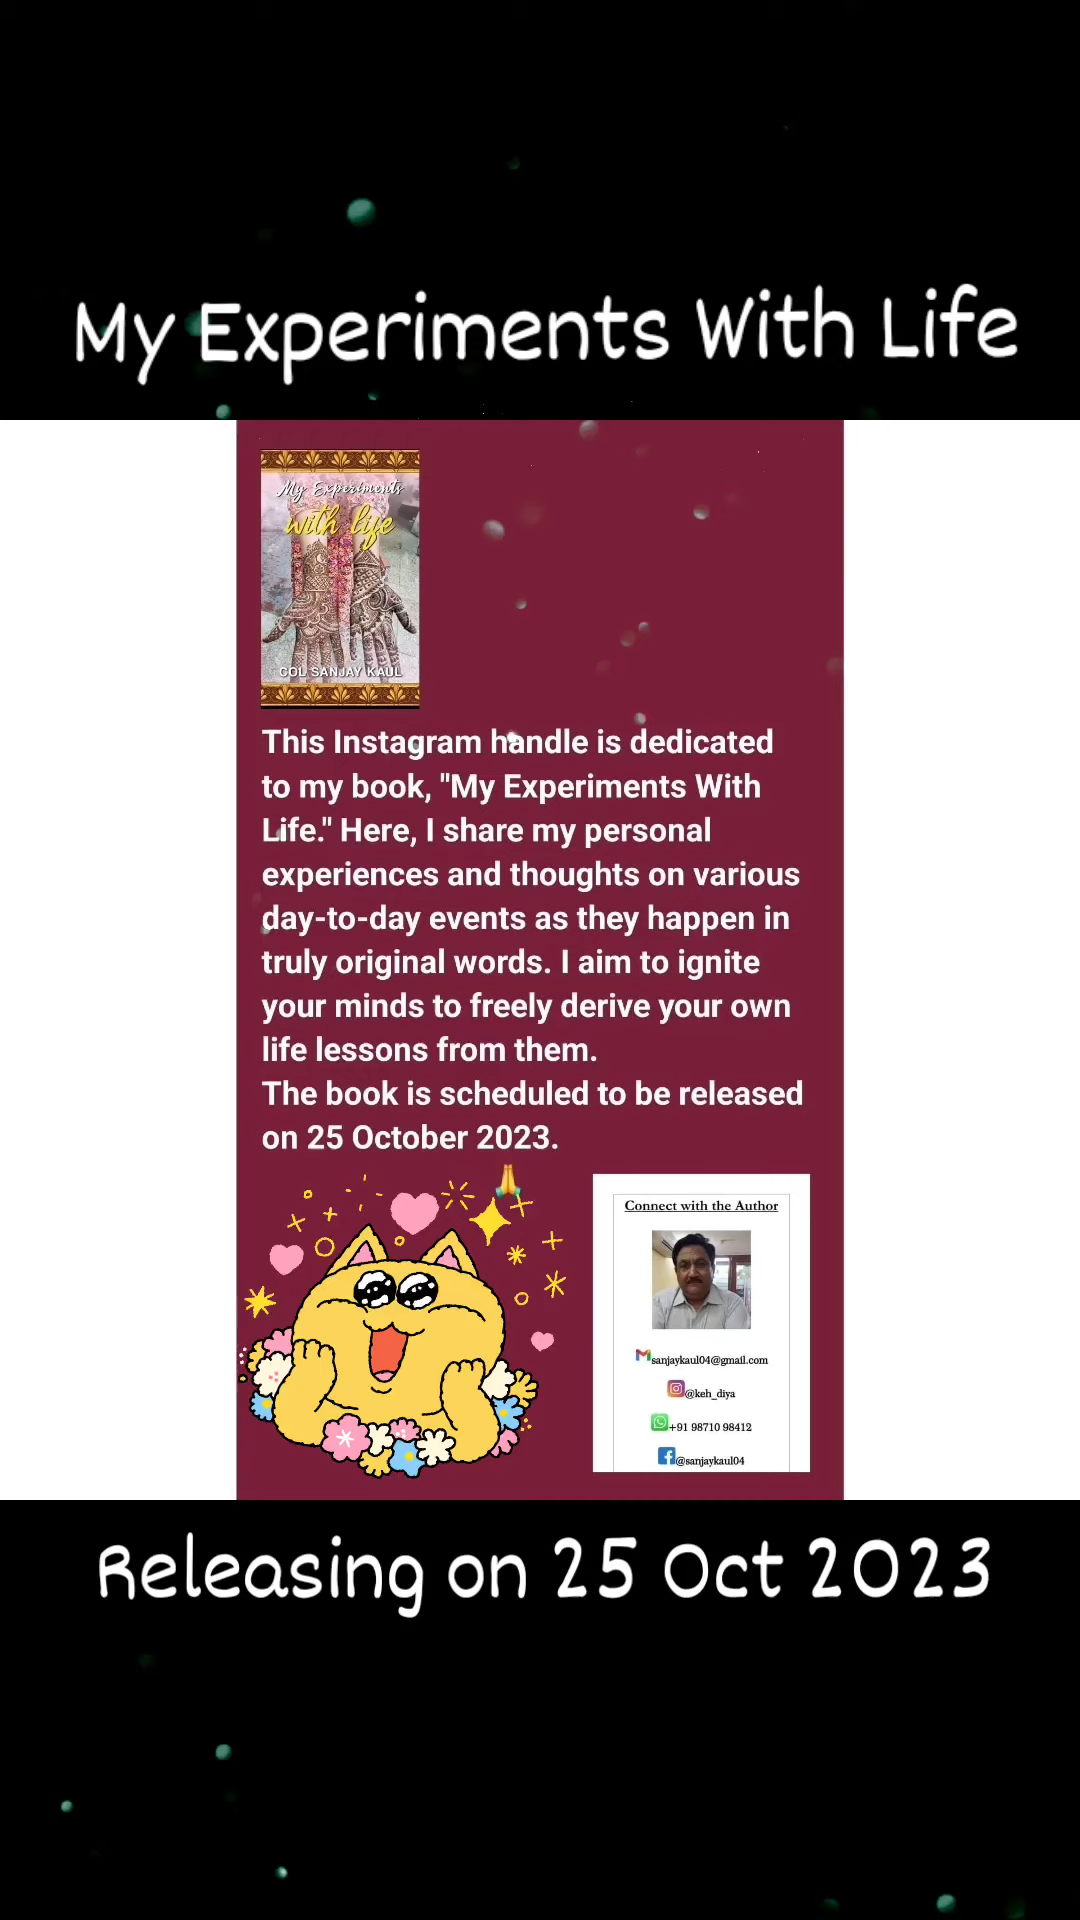 My Experiments With Life
My Experiments
with life
COL SANJAY KAUL
This Instagram handle is dedicated
to my book, "My Experiments With
Life." Here, I share my personal
experiences and thoughts on various
day-to-day events as they happen in
truly original words. I aim to ignite
your minds to freely derive your own
life lessons from them.
The book is scheduled to be released
on 25 October 2023.
🙏
Connect with the Author
sanjaykaul04@gmail.com
@keh_diya
+91 98710 98412
@sanjaykaul04
Releasing on 25 Oct 2023